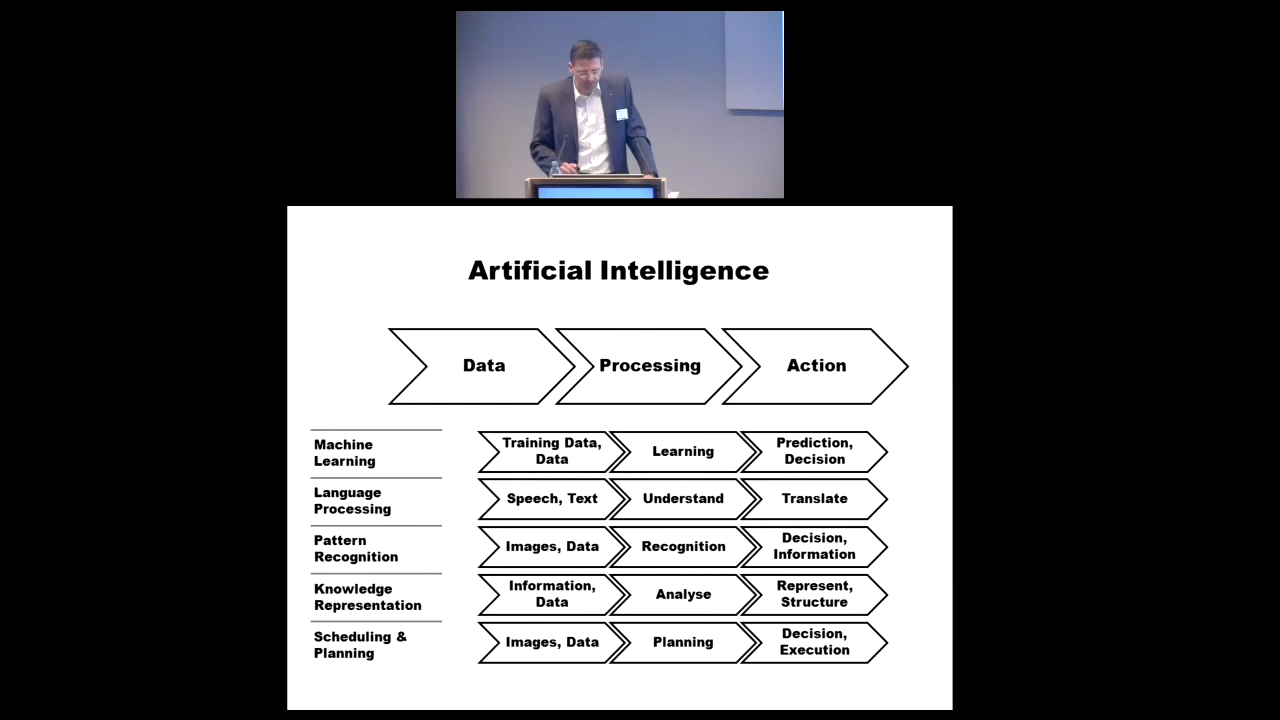 Artificial Intelligence
Data
Processing
Action
Machine
Learning
Training Data,
Data
Learning
Prediction,
Decision
Language
Processing
Speech, Text
Understand
Translate
Pattern
Recognition
Images, Data
Recognition
Decision,
Information
Knowledge
Representation
Information,
Data
Analyse
Represent,
Structure
Scheduling &
Planning
Images, Data
Planning
Decision,
Execution